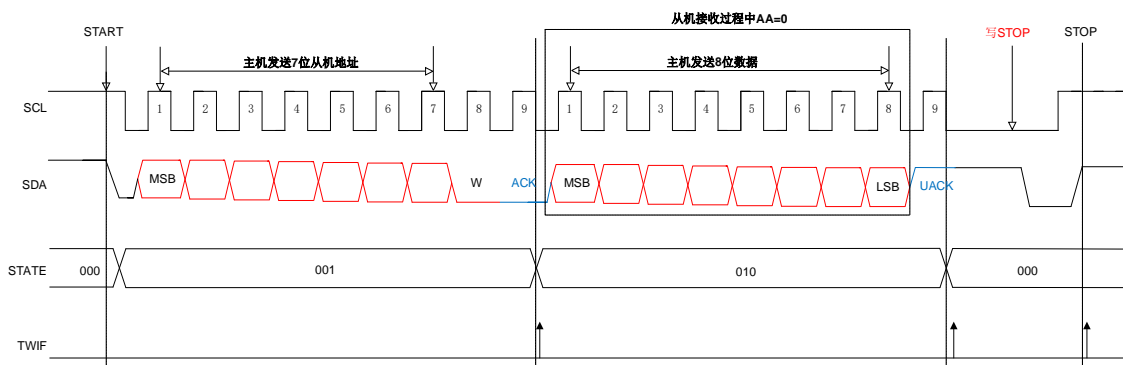 从机接收过程中AA=0
START
写STOP
STOP
主机发送7位从机地址
主机发送8位数据
SCL
1 2 3 4 5 6 7 8 9 1 2 3 4 5 6 7 8 9
SDA
MSB W ACK MSB LSB UACK
STATE
000 001 010 000
TWIF